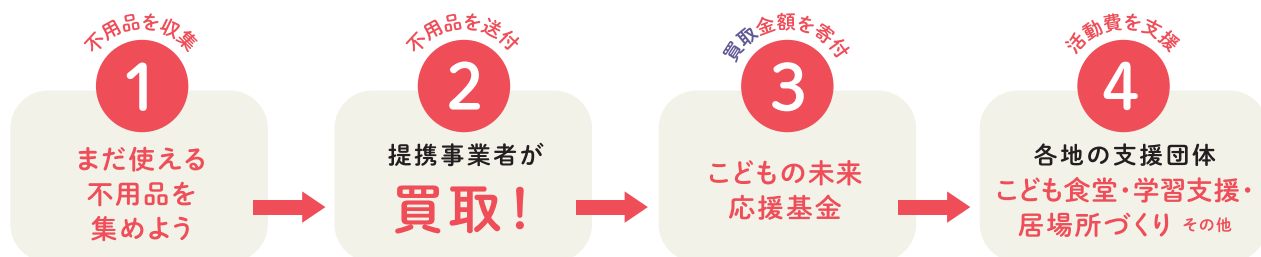 不用品を収集
1
まだ使える
不用品を
集めよう
不用品を送付
2
提携事業者が
買取！
買取金額を寄付
3
こどもの未来
応援基金
活動費を支援
4
各地の支援団体
こども食堂・学習支援・
居場所づくり その他